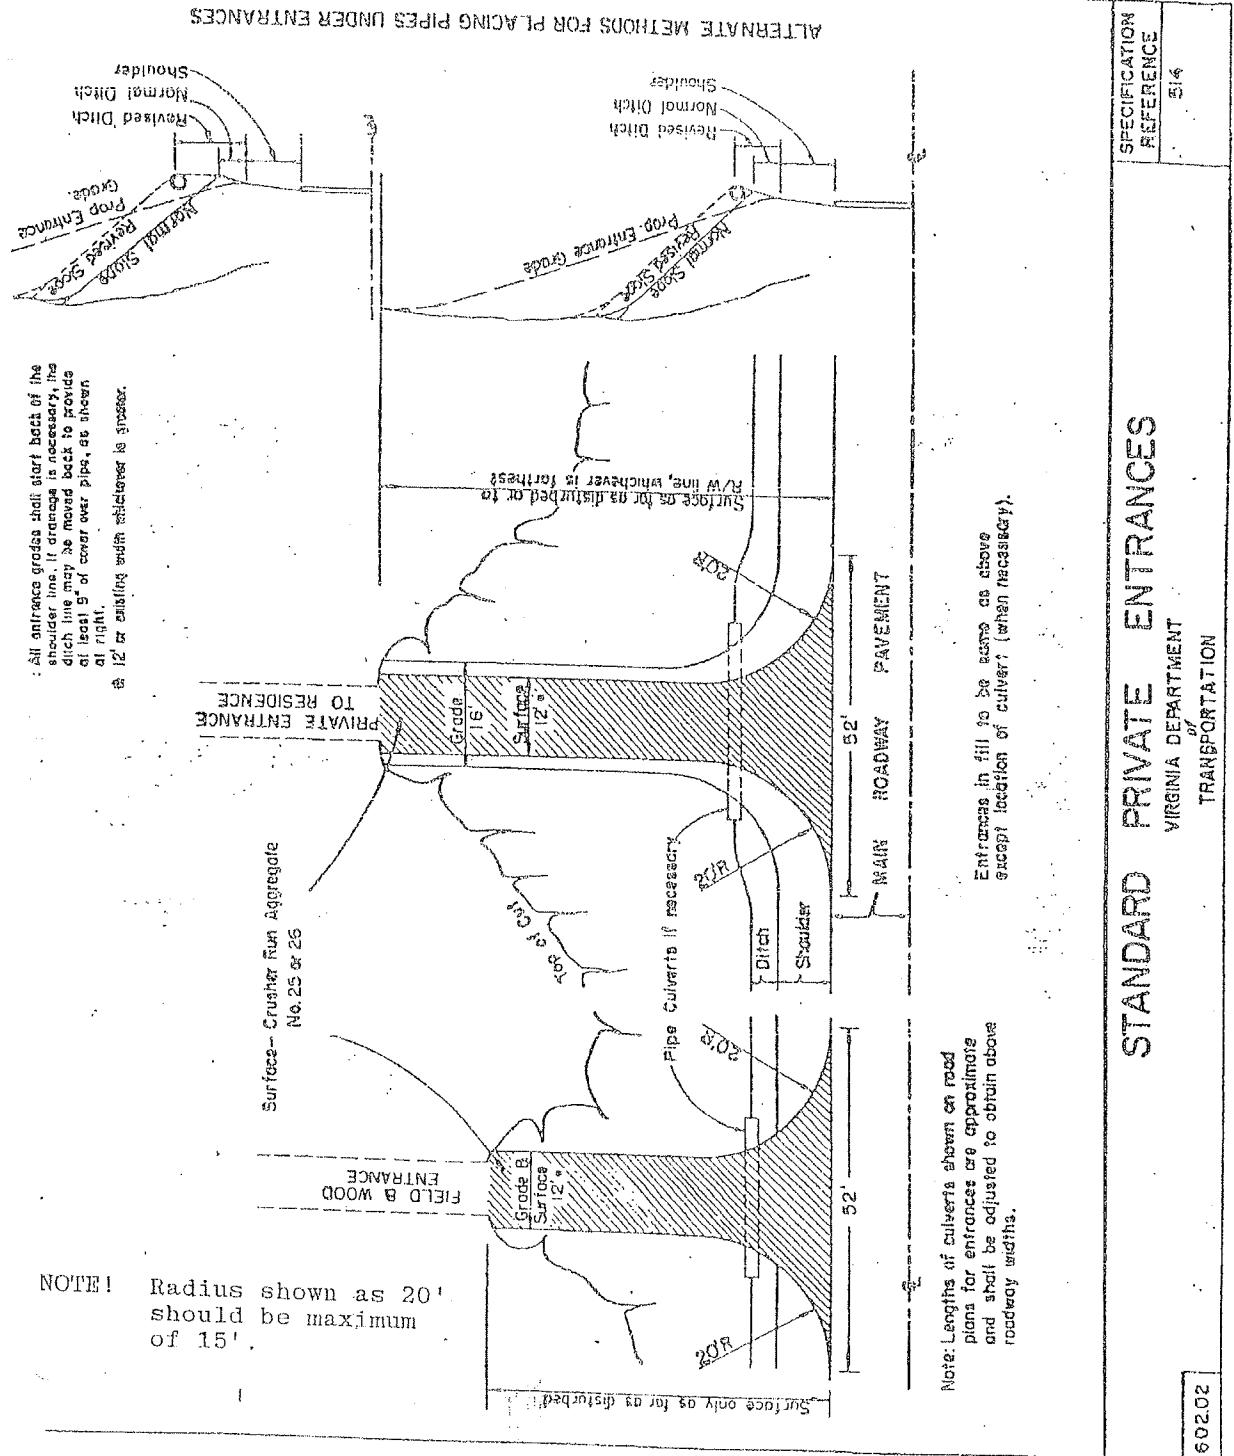 ALTERNATE METHODS FOR PLACING PIPES UNDER ENTRANCES
Shoulder
Normal Ditch
Revised Ditch
Prop Entrance
Grade.
Revised Slope
Normal Slope
Shoulder
Normal Ditch
Revised Ditch
Prop. Entrance Grade
Revised Slope
Normal Slope
All entrance grades shall start back of the
shoulder line. If drainage is necessary, the
ditch line may be moved back to provide
at least 9" of cover over pipe, as shown
at right.
12' or existing width whichever is greater.
Surface as far as disturbed or to
R/W line, whichever is farthest
PRIVATE ENTRANCE
TO RESIDENCE
Grade
16'
Surface
12'
Surface-Crusher Run Aggregate
No. 25 or 26
Top of Cut
Pipe Culverts if necessary
20'R
20'R
52'
Ditch
Shoulder
MAIN ROADWAY PAVEMENT
Entrances in fill to be same as above
except location of culvert (when necessary).
FIELD & WOOD
ENTRANCE
Grade &
Surface
12'
20'R
20'R
52'
Surface only as far as disturbed
Note: Lengths of culverts shown on road
plans for entrances are approximate
and shall be adjusted to obtain above
roadway widths.
NOTE! Radius shown as 20'
should be maximum
of 15'.
STANDARD PRIVATE ENTRANCES
VIRGINIA DEPARTMENT
of
TRANSPORTATION
SPECIFICATION
REFERENCE
514
602.02